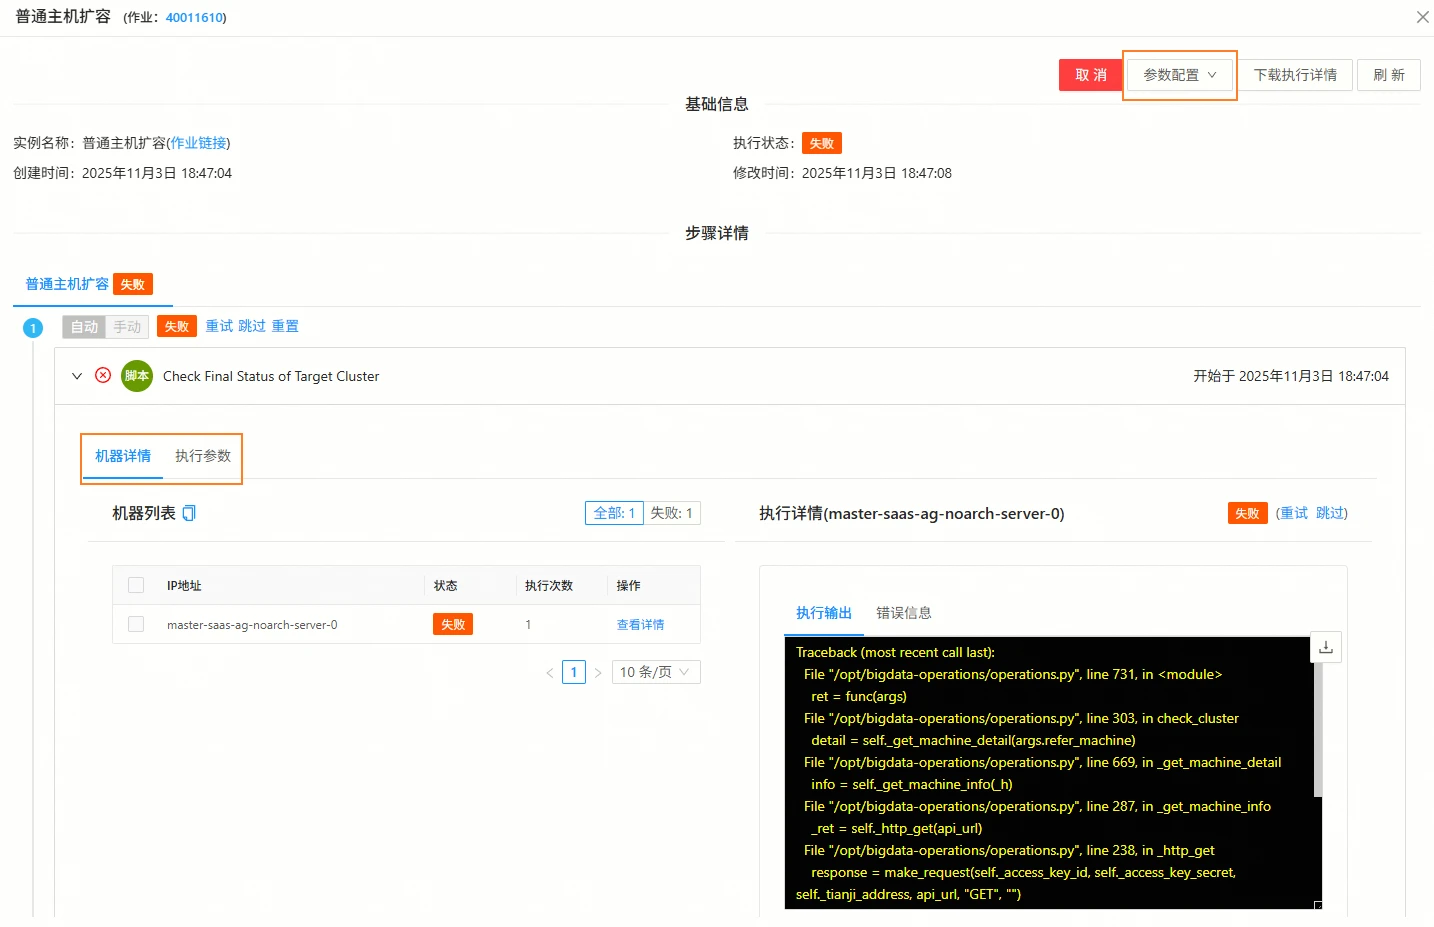 普通主机扩容 (作业：40011610)
取 消 参数配置 下载执行详情 刷 新
基础信息
实例名称：普通主机扩容(作业链接)
执行状态：失败
创建时间：2025年11月3日 18:47:04
修改时间：2025年11月3日 18:47:08
步骤详情
普通主机扩容 失败
1 自动 手动 失败 重试 跳过 重置
脚本 Check Final Status of Target Cluster 开始于 2025年11月3日 18:47:04
机器详情 执行参数
机器列表 全部: 1 失败: 1
IP地址 状态 执行次数 操作
master-saas-ag-noarch-server-0 失败 1 查看详情
1 10 条/页
执行详情(master-saas-ag-noarch-server-0) 失败 (重试 跳过)
执行输出 错误信息
Traceback (most recent call last):
File "/opt/bigdata-operations/operations.py", line 731, in <module>
ret = func(args)
File "/opt/bigdata-operations/operations.py", line 303, in check_cluster
detail = self._get_machine_detail(args.refer_machine)
File "/opt/bigdata-operations/operations.py", line 669, in _get_machine_detail
info = self._get_machine_info(_h)
File "/opt/bigdata-operations/operations.py", line 287, in _get_machine_info
_ret = self._http_get(api_url)
File "/opt/bigdata-operations/operations.py", line 238, in _http_get
response = make_request(self._access_key_id, self._access_key_secret,
self._tianji_address, api_url, "GET", "")